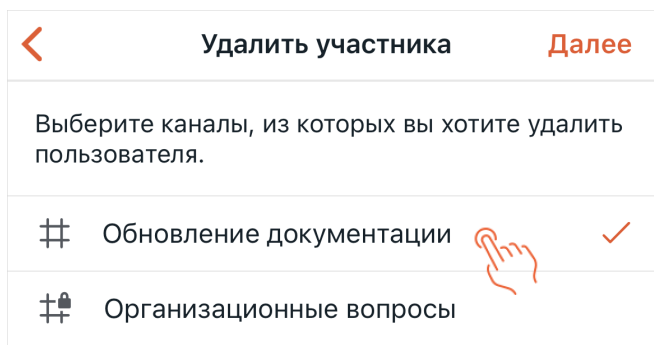 Удалить участника Далее
Выберите каналы, из которых вы хотите удалить
пользователя.
Обновление документации
Организационные вопросы